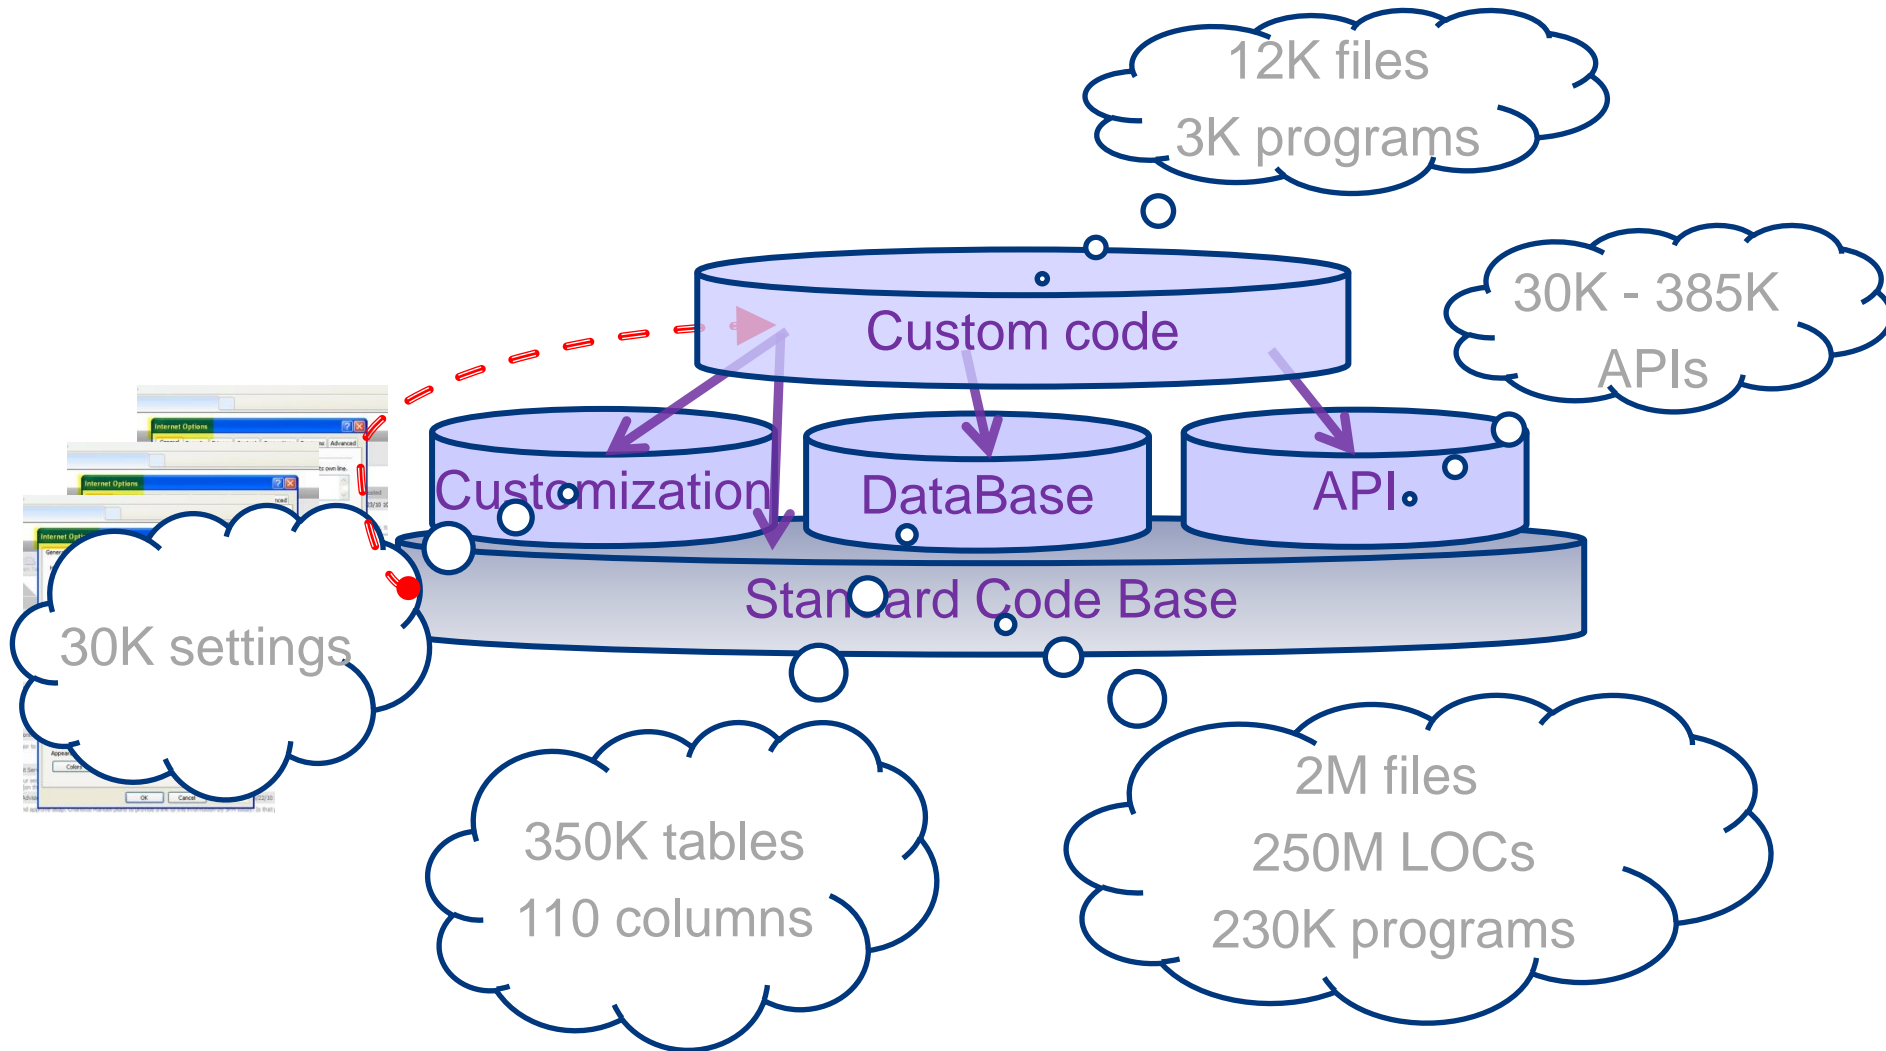 12K files
3K programs
30K - 385K
APIs
Custom code
Internet Options
Advanced
Internet Options
Customization
DataBase
API
Standard Code Base
30K settings
OK
Cancel
350K tables
110 columns
2M files
250M LOCs
230K programs